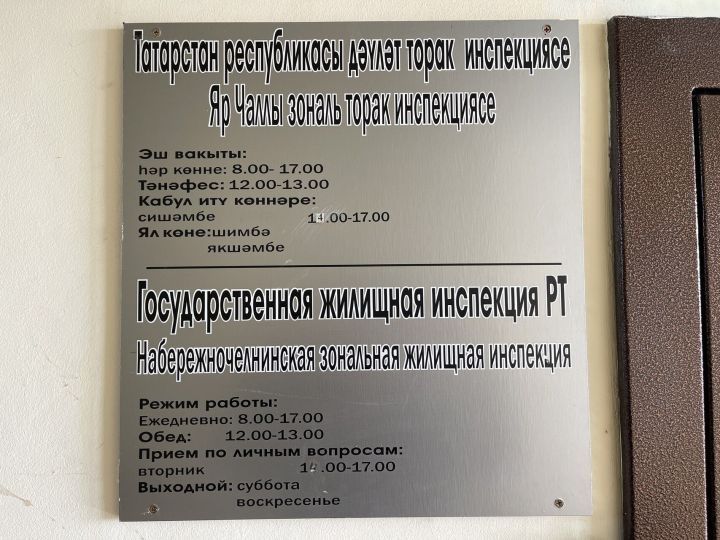 Татарстан республикасы дәүләт торак инспекциясе
Яр Чаллы зональ торак инспекциясе
Эш вакыты:
һәр көнне: 8.00- 17.00
Тәнәфес: 12.00-13.00
Кабул итү көннәре:
сишәмбе
Ял көне:шимбә
якшәмбе
Государственная жилищная инспекция РТ
Набережночелнинская зональная жилищная инспекция
Режим работы:
Ежедневно: 8.00-17.00
Обед: 12.00-13.00
Прием по личным вопросам:
вторник
Выходной: суббота
воскресенье